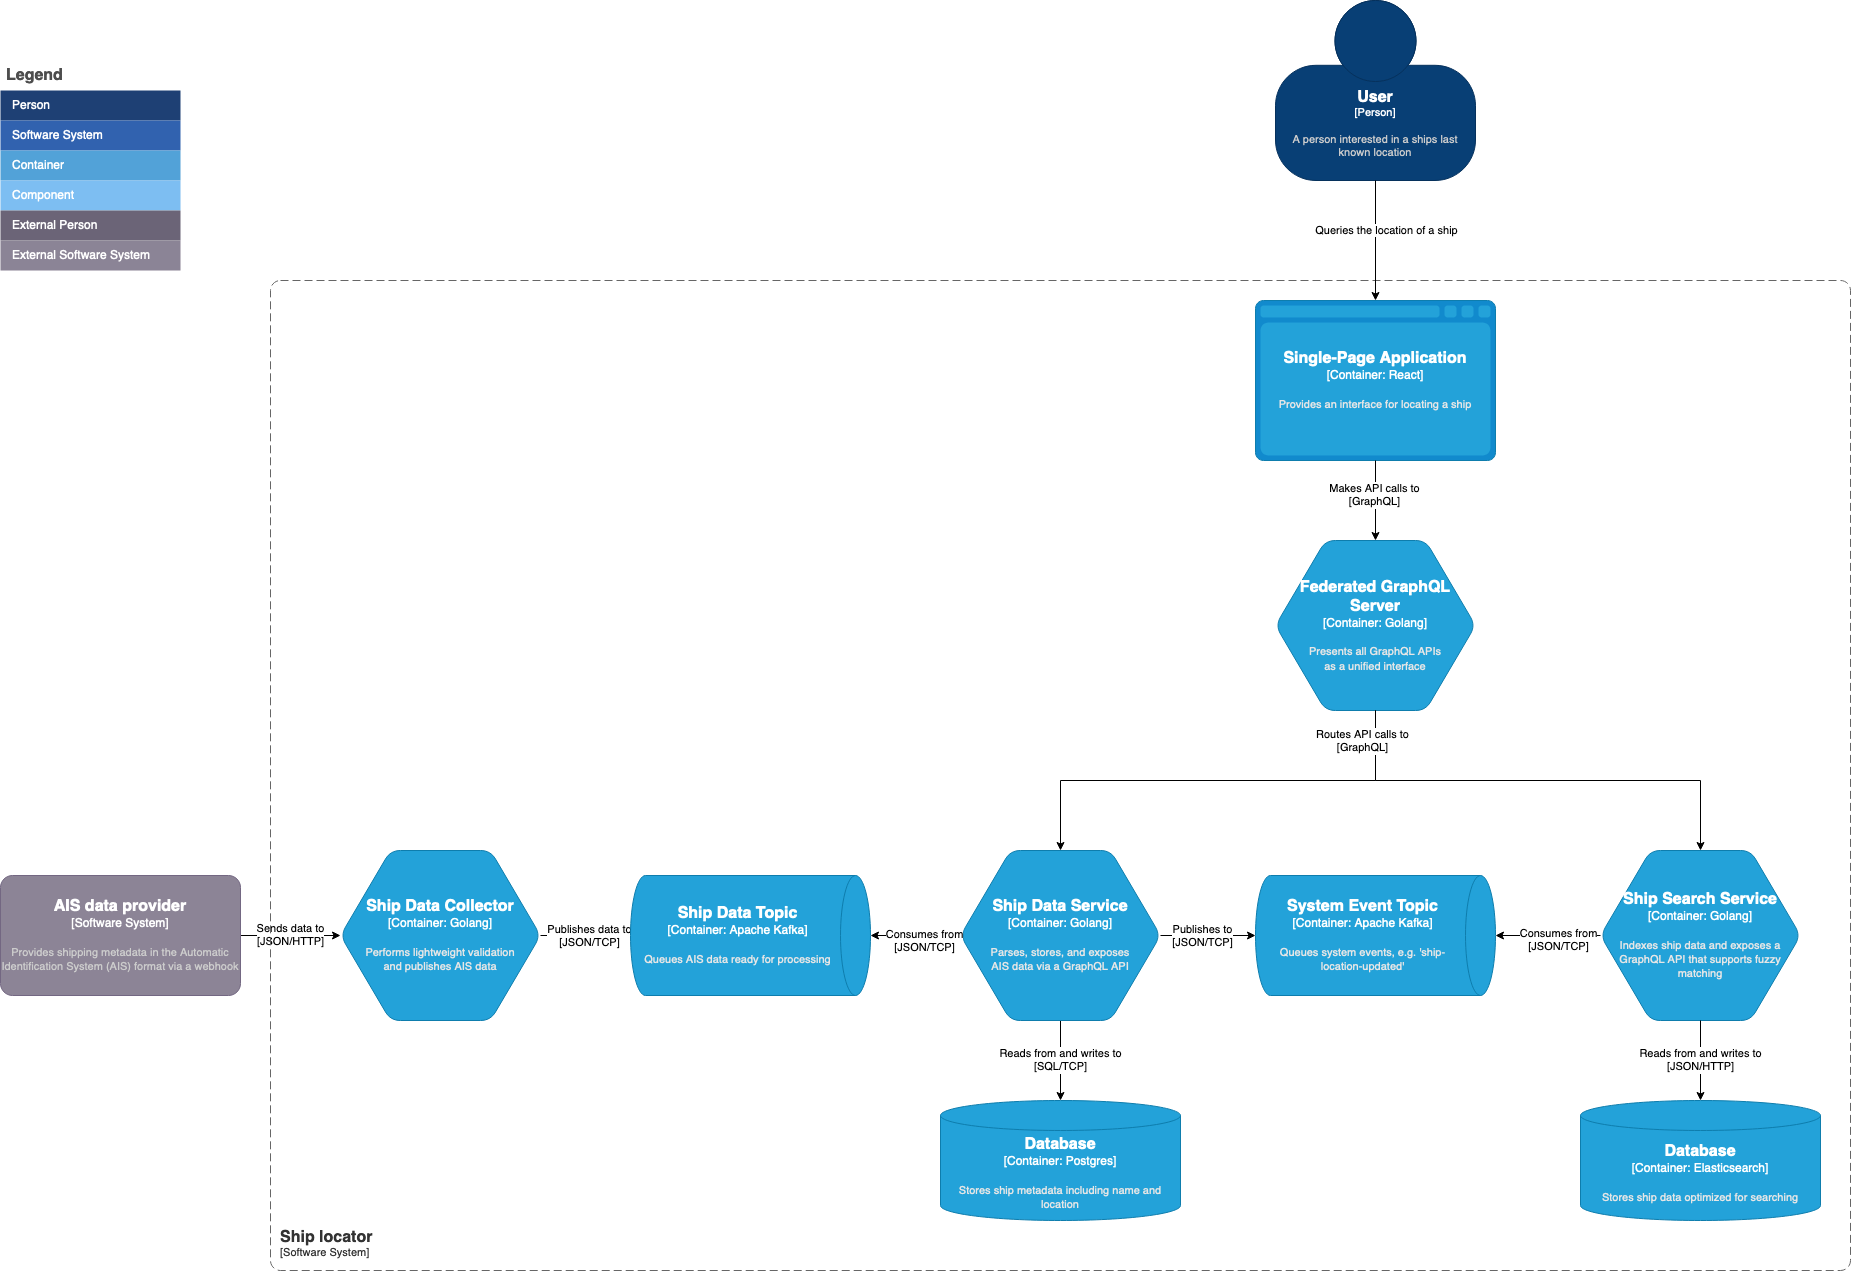 Legend
Person
Software System
Container
Component
External Person
External Software System
User
[Person]
A person interested in a ships last
known location
Queries the location of a ship
Single-Page Application
[Container: React]
Provides an interface for locating a ship
Makes API calls to
[GraphQL]
Federated GraphQL
Server
[Container: Golang]
Presents all GraphQL APIs
as a unified interface
Routes API calls to
[GraphQL]
AIS data provider
[Software System]
Provides shipping metadata in the Automatic
Identification System (AIS) format via a webhook
Sends data to
[JSON/HTTP]
Ship Data Collector
[Container: Golang]
Performs lightweight validation
and publishes AIS data
Publishes data to
[JSON/TCP]
Ship Data Topic
[Container: Apache Kafka]
Queues AIS data ready for processing
Consumes from
[JSON/TCP]
Ship Data Service
[Container: Golang]
Parses, stores, and exposes
AIS data via a GraphQL API
Publishes to
[JSON/TCP]
System Event Topic
[Container: Apache Kafka]
Queues system events, e.g. 'ship-
location-updated'
Consumes from
[JSON/TCP]
Ship Search Service
[Container: Golang]
Indexes ship data and exposes a
GraphQL API that supports fuzzy
matching
Reads from and writes to
[SQL/TCP]
Reads from and writes to
[JSON/HTTP]
Database
[Container: Postgres]
Stores ship metadata including name and
location
Database
[Container: Elasticsearch]
Stores ship data optimized for searching
Ship locator
[Software System]